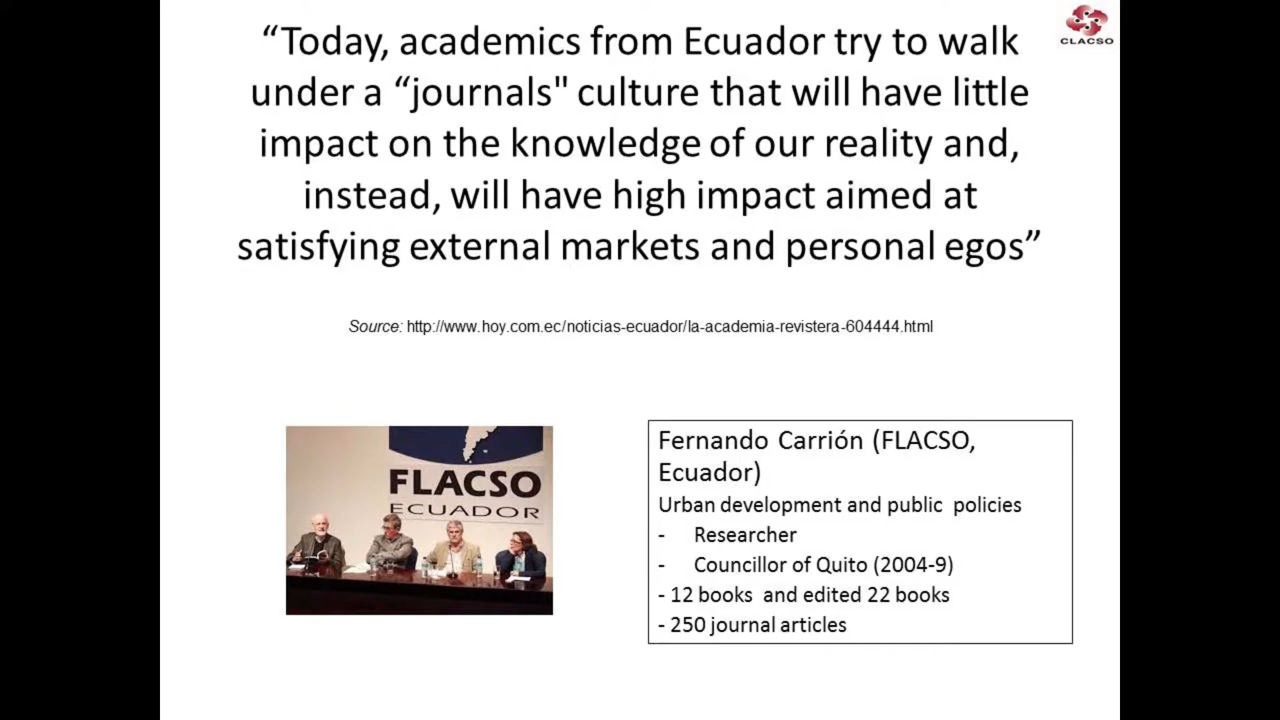 “Today, academics from Ecuador try to walk
under a “journals" culture that will have little
impact on the knowledge of our reality and,
instead, will have high impact aimed at
satisfying external markets and personal egos”
CLACSO
Source: http://www.hoy.com.ec/noticias-ecuador/la-academia-revistera-604444.html
FLACSO
ECUADOR
Fernando Carrión (FLACSO,
Ecuador)
Urban development and public policies
- Researcher
- Councillor of Quito (2004-9)
- 12 books and edited 22 books
- 250 journal articles